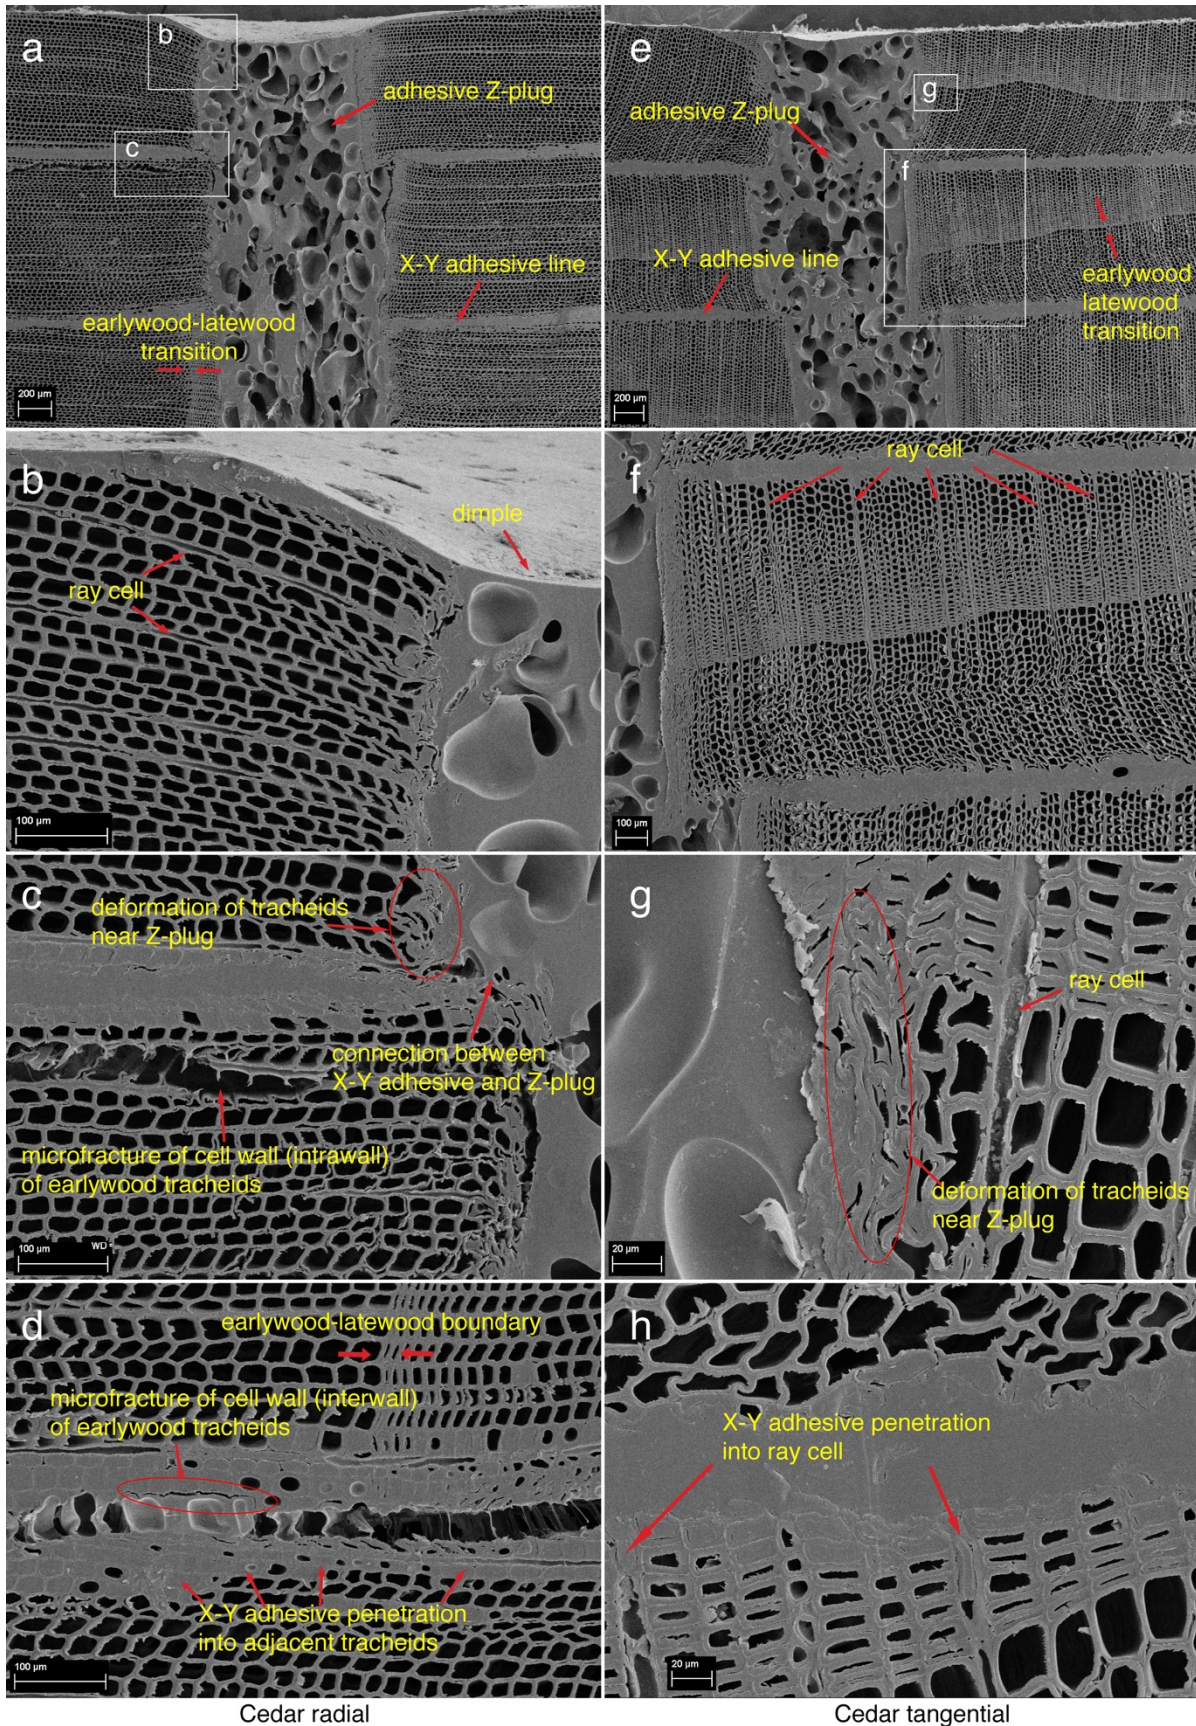 a
b
adhesive Z-plug
c
X-Y adhesive line
earlywood-latewood
transition
200 µm
e
g
adhesive Z-plug
f
X-Y adhesive line
earlywood
latewood
transition
200 µm
b
dimple
ray cell
100 µm
f
ray cell
100 µm
c
deformation of tracheids
near Z-plug
connection between
X-Y adhesive and Z-plug
microfracture of cell wall (intrawall)
of earlywood tracheids
100 µm
WD
g
ray cell
deformation of tracheids
near Z-plug
20 µm
d
earlywood-latewood boundary
microfracture of cell wall (interwall)
of earlywood tracheids
X-Y adhesive penetration
into adjacent tracheids
100 µm
h
X-Y adhesive penetration
into ray cell
20 µm
Cedar radial
Cedar tangential